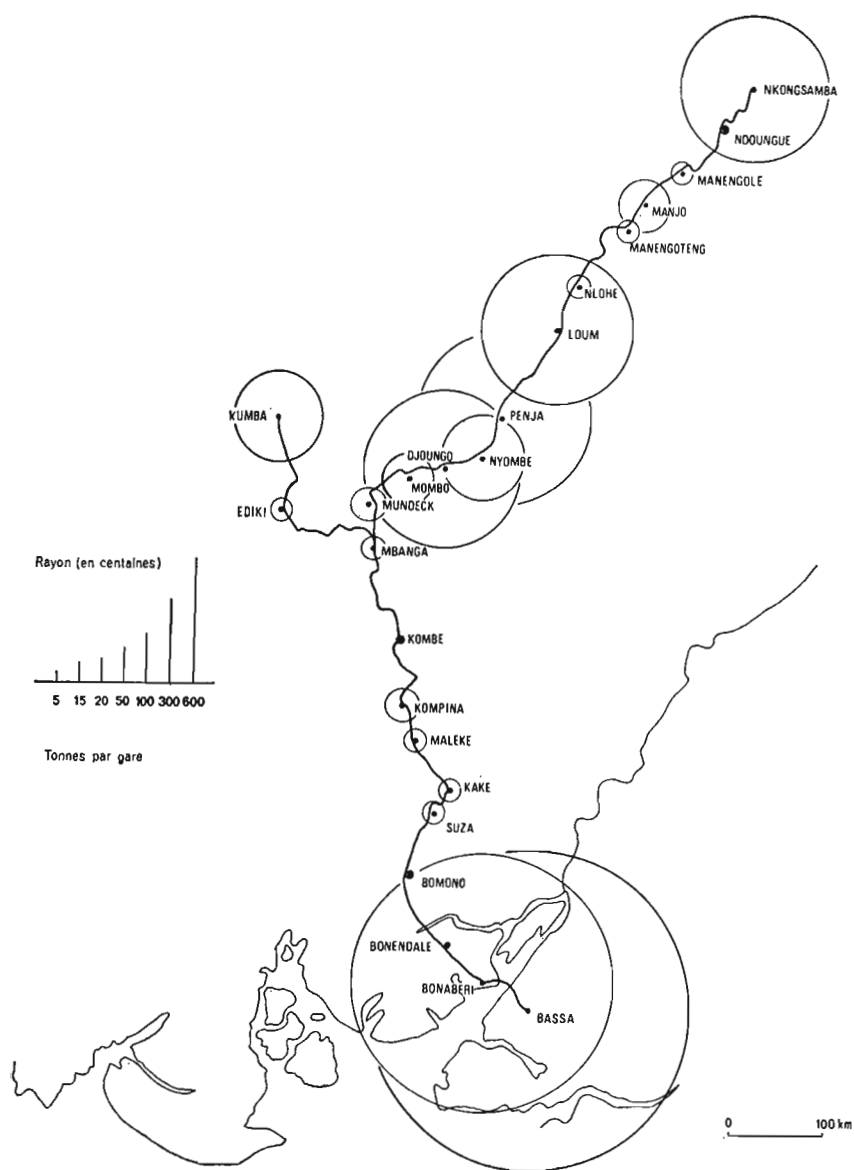 NKONGSAMBA
NDOUNGUE
MANENGOLE
MANJO
MANENGOTENG
NLOHE
LOUM
PENJA
KUMBA
DJOUNGO
NYOMBE
MOMBO
MUNDECK
EDIKI
MBANGA
Rayon (en centaines)
KOMBE
5 15 20 50 100 300 600
KOMPINA
MALEKE
Tonnes par gare
KAKE
SUZA
BOMONO
BONENDALE
BONABERI
BASSA
0 100 km